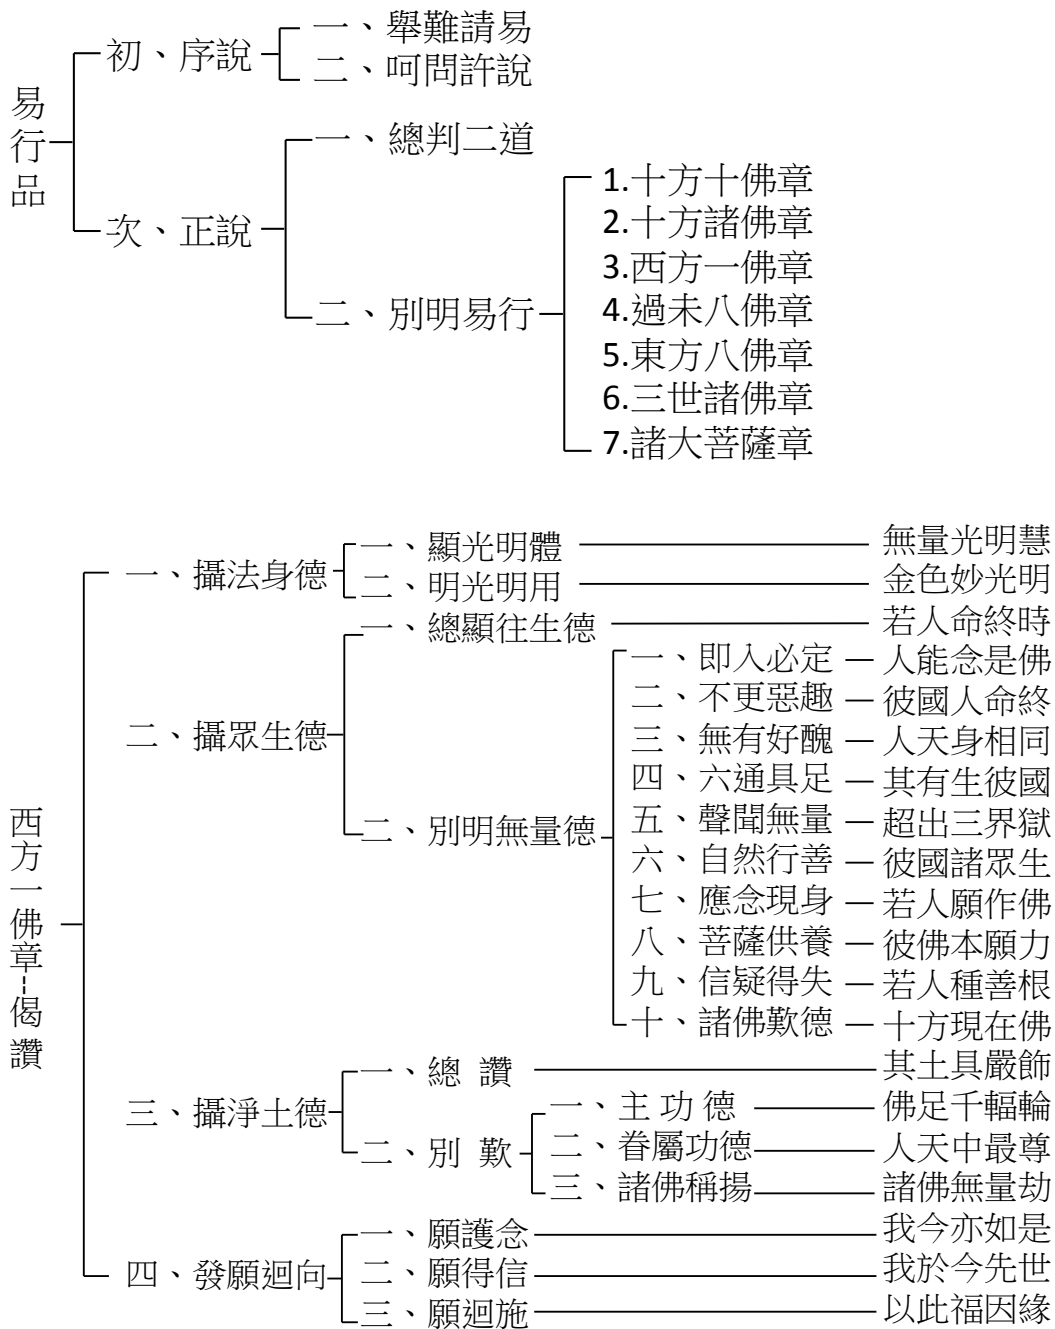 易行品
初、序說
一、舉難請易
二、呵問許說
次、正說
一、總判二道
二、別明易行
1.十方十佛章
2.十方諸佛章
3.西方一佛章
4.過未八佛章
5.東方八佛章
6.三世諸佛章
7.諸大菩薩章
西方一佛章--偈讚
一、攝法身德
一、顯光明體 無量光明慧
二、明光明用 金色妙光明
二、攝眾生德
一、總顯往生德 若人命終時
二、別明無量德
一、即入必定 人能念是佛
二、不更惡趣 彼國人命終
三、無有好醜 人天身相同
四、六通具足 其有生彼國
五、聲聞無量 超出三界獄
六、自然行善 彼國諸眾生
七、應念現身 若人願作佛
八、菩薩供養 彼佛本願力
九、信疑得失 若人種善根
十、諸佛歎德 十方現在佛
三、攝淨土德
一、總 讚 其土具嚴飾
二、別 歎
一、主功德 佛足千輻輪
二、眷屬功德 人天中最尊
三、諸佛稱揚 諸佛無量劫
四、發願迴向
一、願護念 我今亦如是
二、願得信 我於今先世
三、願迴施 以此福因緣